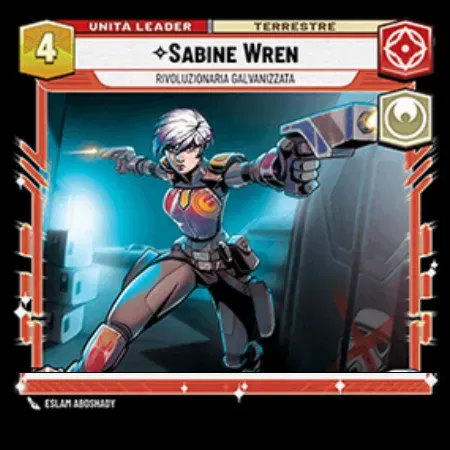 UNITÀ LEADER
TERRESTRE
4
SABINE WREN
RIVOLUZIONARIA GALVANIZZATA
ESLAM ABOSHADY